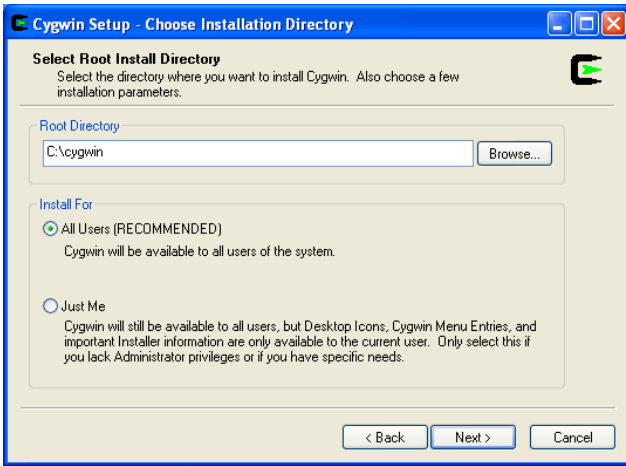 Cygwin Setup - Choose Installation Directory
Select Root Install Directory
Select the directory where you want to install Cygwin. Also choose a few
installation parameters.
Root Directory
C:\cygwin
Browse...
Install For
All Users (RECOMMENDED)
Cygwin will be available to all users of the system.
Just Me
Cygwin will still be available to all users, but Desktop Icons, Cygwin Menu Entries, and
important Installer information are only available to the current user. Only select this if
you lack Administrator privileges or if you have specific needs.
< Back Next > Cancel